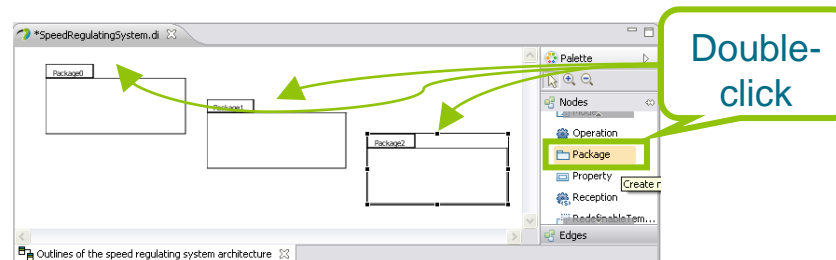 *SpeedRegulatingSystem.di
Package0
Package1
Package2
Palette
Nodes
Operation
Package
Property
Create n
Reception
RedefinableTem...
Edges
Outlines of the speed regulating system architecture
Double-
click